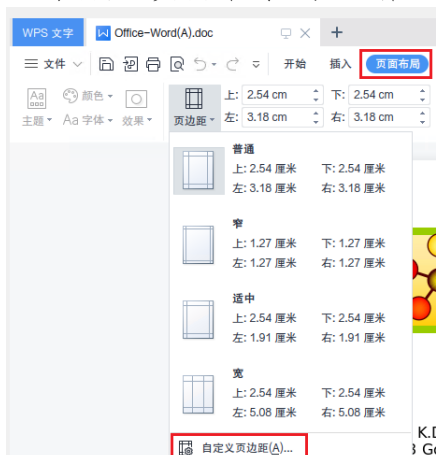 WPS 文字 Office-Word(A).doc
文件 开始 插入 页面布局
Aa 颜色 上: 2.54 cm 下: 2.54 cm
主题 Aa 字体 效果 页边距 左: 3.18 cm 右: 3.18 cm
普通
上: 2.54 厘米 下: 2.54 厘米
左: 3.18 厘米 右: 3.18 厘米
窄
上: 1.27 厘米 下: 1.27 厘米
左: 1.27 厘米 右: 1.27 厘米
适中
上: 2.54 厘米 下: 2.54 厘米
左: 1.91 厘米 右: 1.91 厘米
宽
上: 2.54 厘米 下: 2.54 厘米
左: 5.08 厘米 右: 5.08 厘米
K.D
自定义页边距(A)...